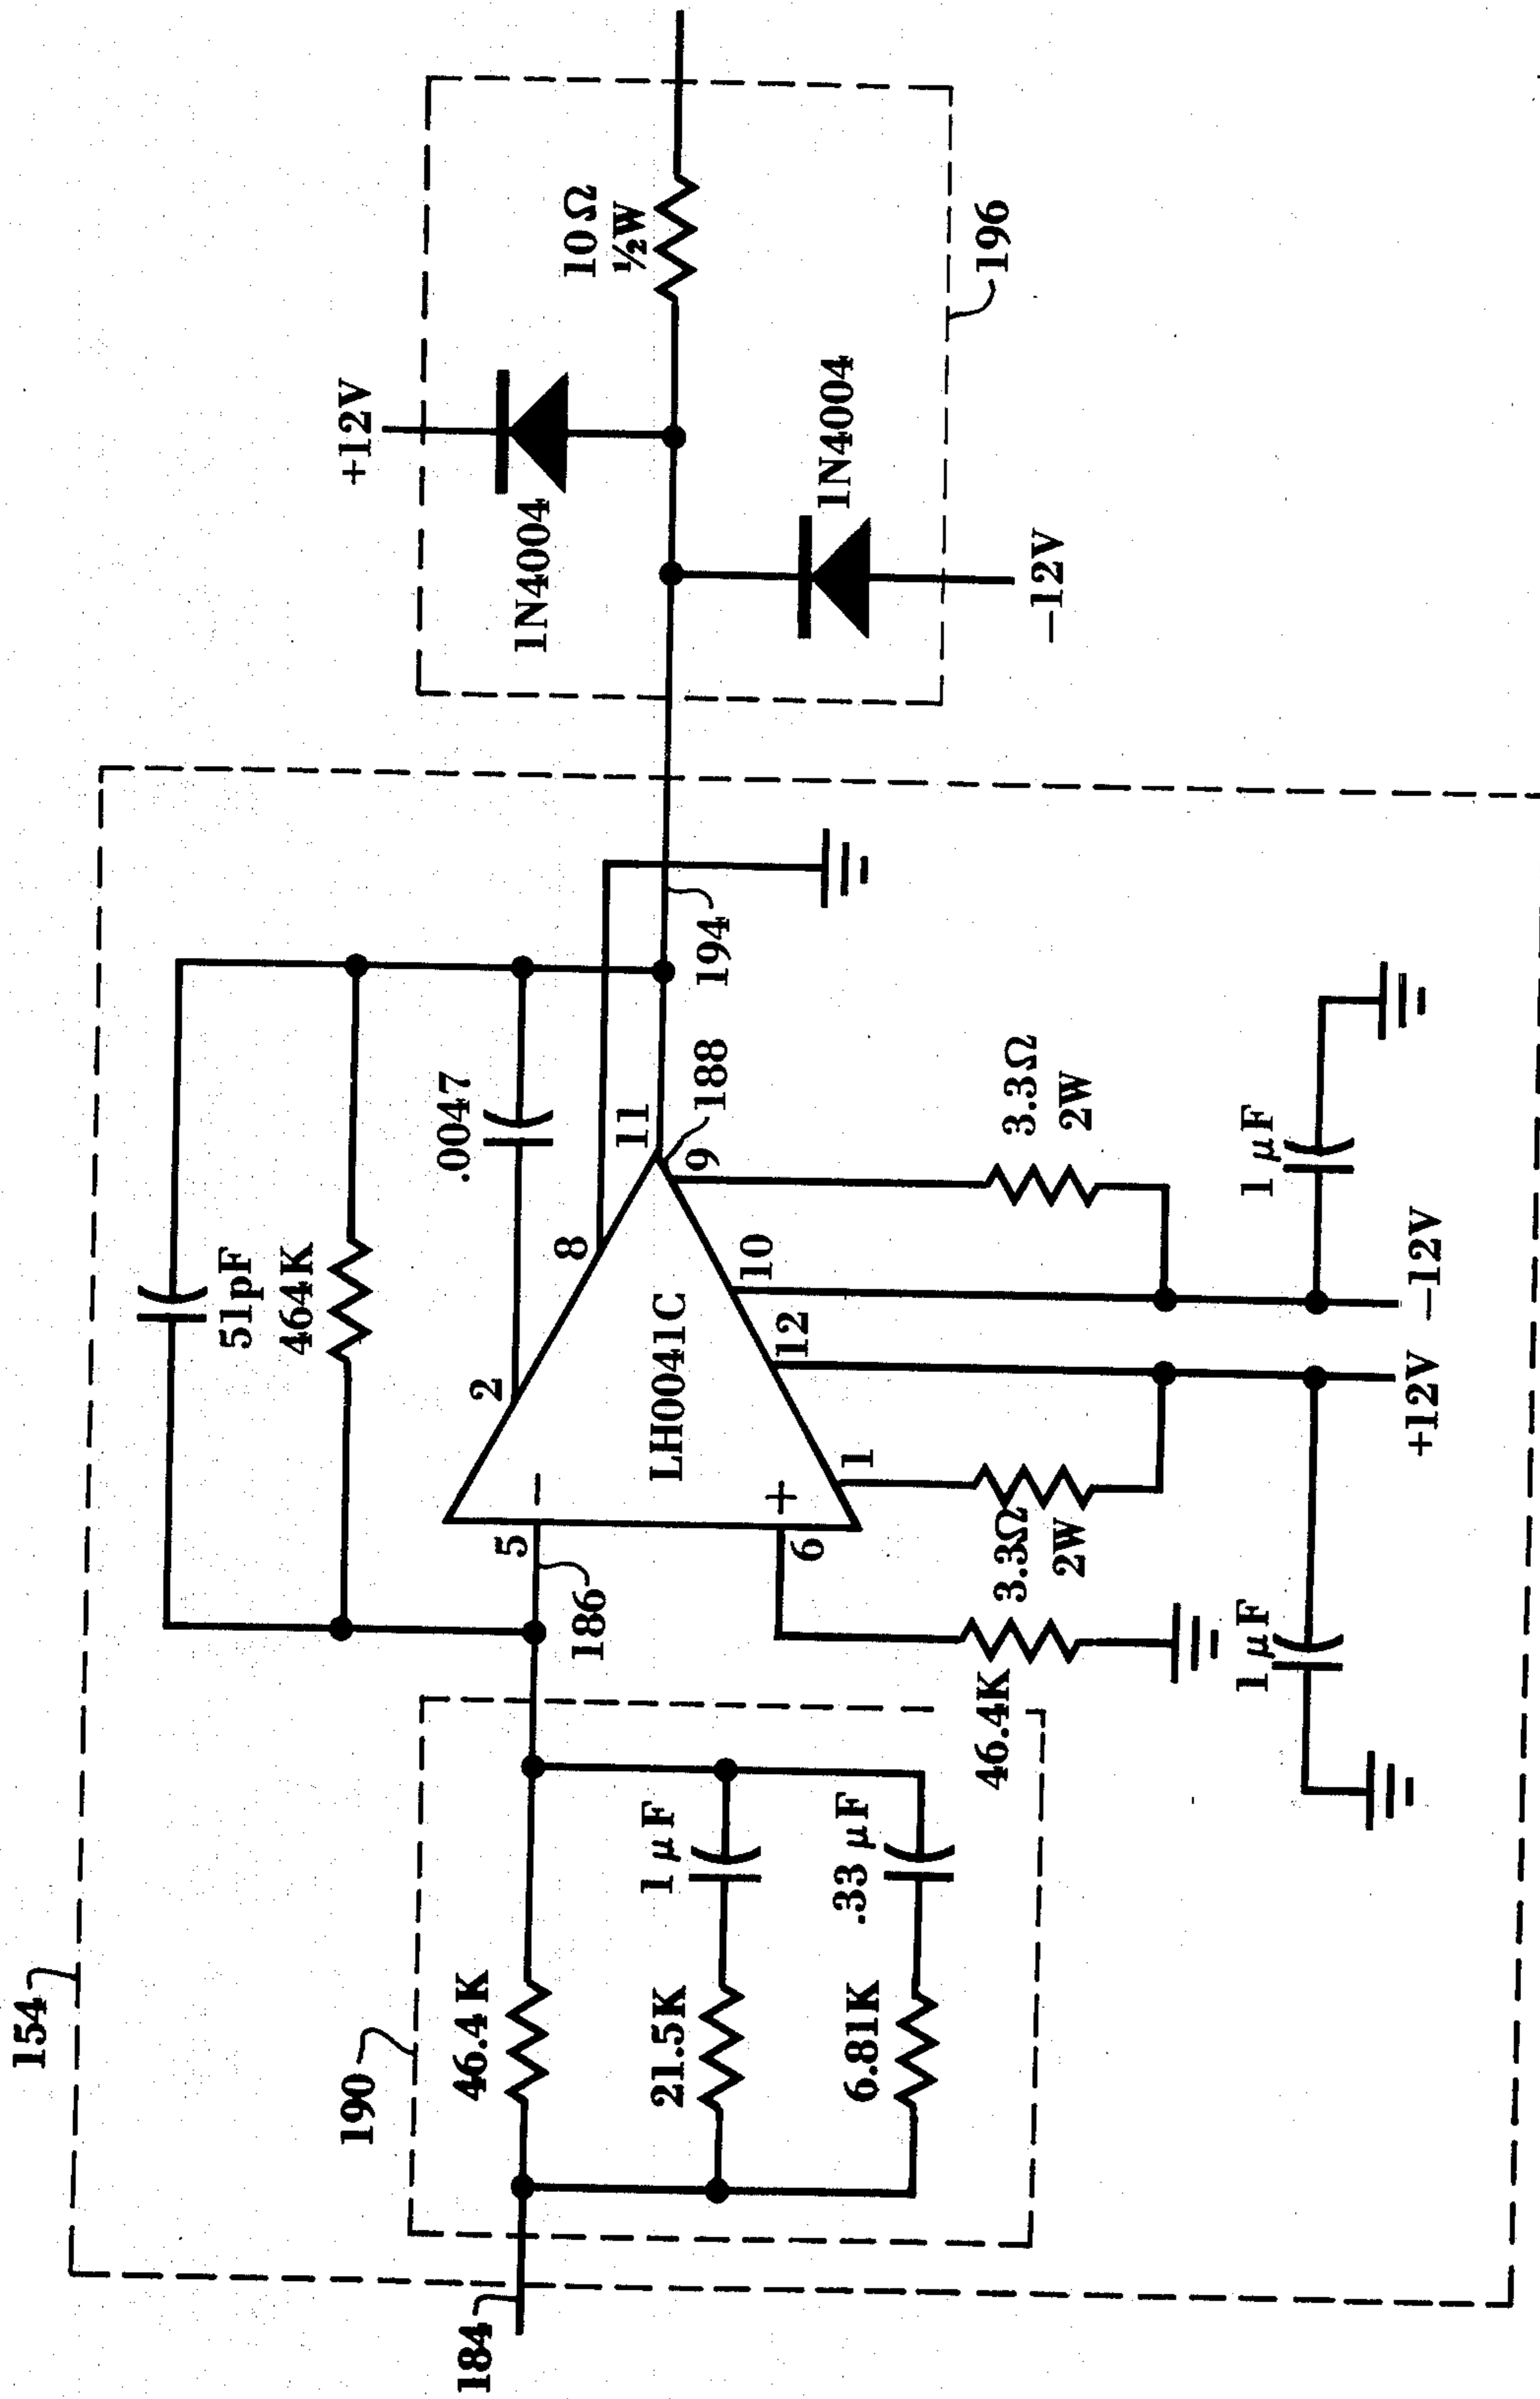 154
184
190
46.4K
21.5K
1 µF
6.81K
.33 µF
186
51pF
464K
.0047
2
8
11
5
LH0041C
188
194
6
1
12
10
9
46.4K
3.3Ω
2W
3.3Ω
2W
1 µF
+12V
−12V
1 µF
+12V
1N4004
10Ω
½W
1N4004
−12V
196